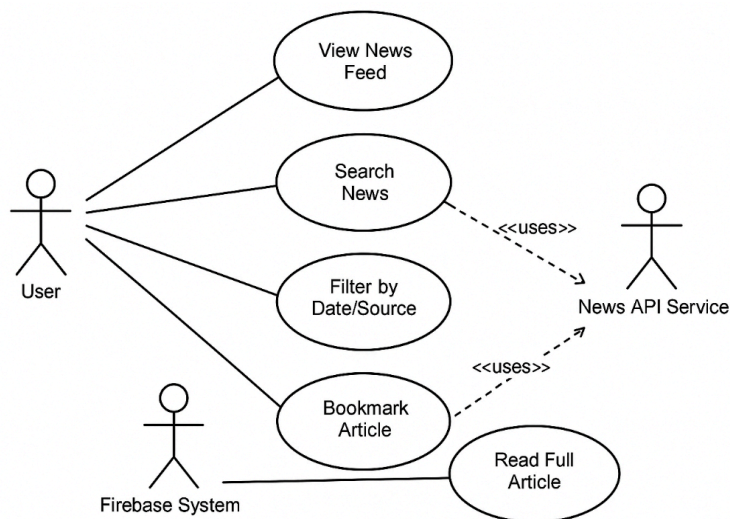 View News
Feed
Search
News
<<uses>>
User
Filter by
Date/Source
News API Service
<<uses>>
Bookmark
Article
Read Full
Article
Firebase System